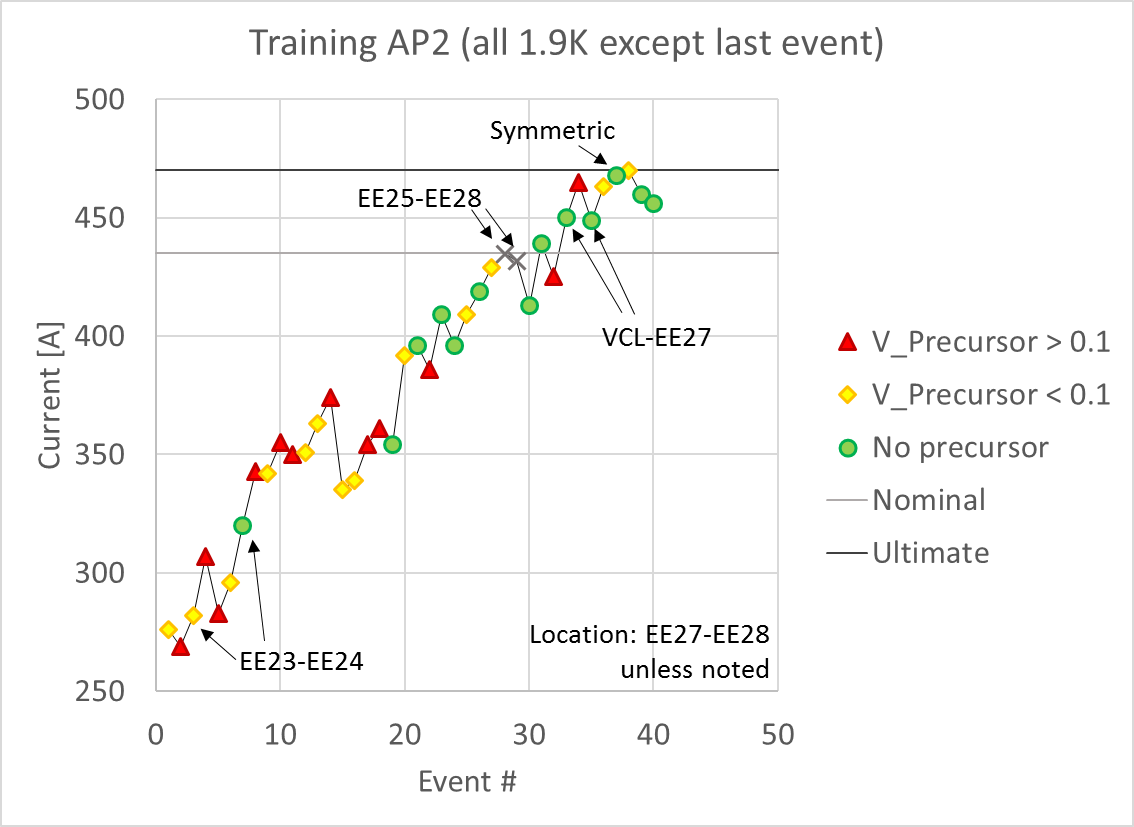 Training AP2 (all 1.9K except last event)
500
450
400
350
300
250
Current [A]
0
10
20
30
40
50
Event #
Symmetric
EE25-EE28
VCL-EE27
EE23-EE24
Location: EE27-EE28
unless noted
V_Precursor > 0.1
V_Precursor < 0.1
No precursor
Nominal
Ultimate